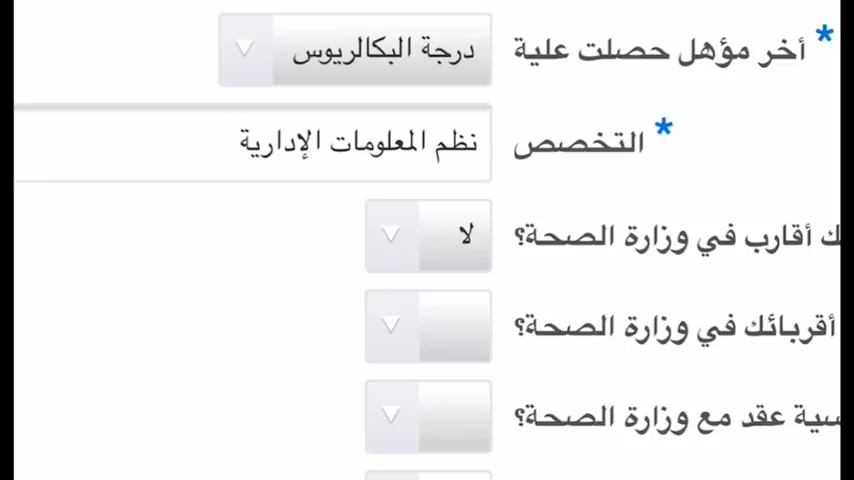 * أخر مؤهل حصلت علية درجة البكالريوس
* التخصص نظم المعلومات الإدارية
ك أقارب في وزارة الصحة؟ لا
أقربائك في وزارة الصحة؟
سية عقد مع وزارة الصحة؟